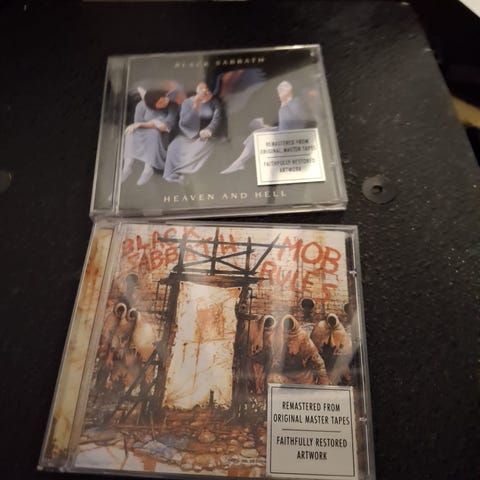 BLACK SABBATH
REMASTERED FROM
ORIGINAL MASTER TAPES
FAITHFULLY RESTORED
ARTWORK
HEAVEN AND HELL
BLACK
SABBATH
MOB
RULES
REMASTERED FROM
ORIGINAL MASTER TAPES
FAITHFULLY RESTORED
ARTWORK